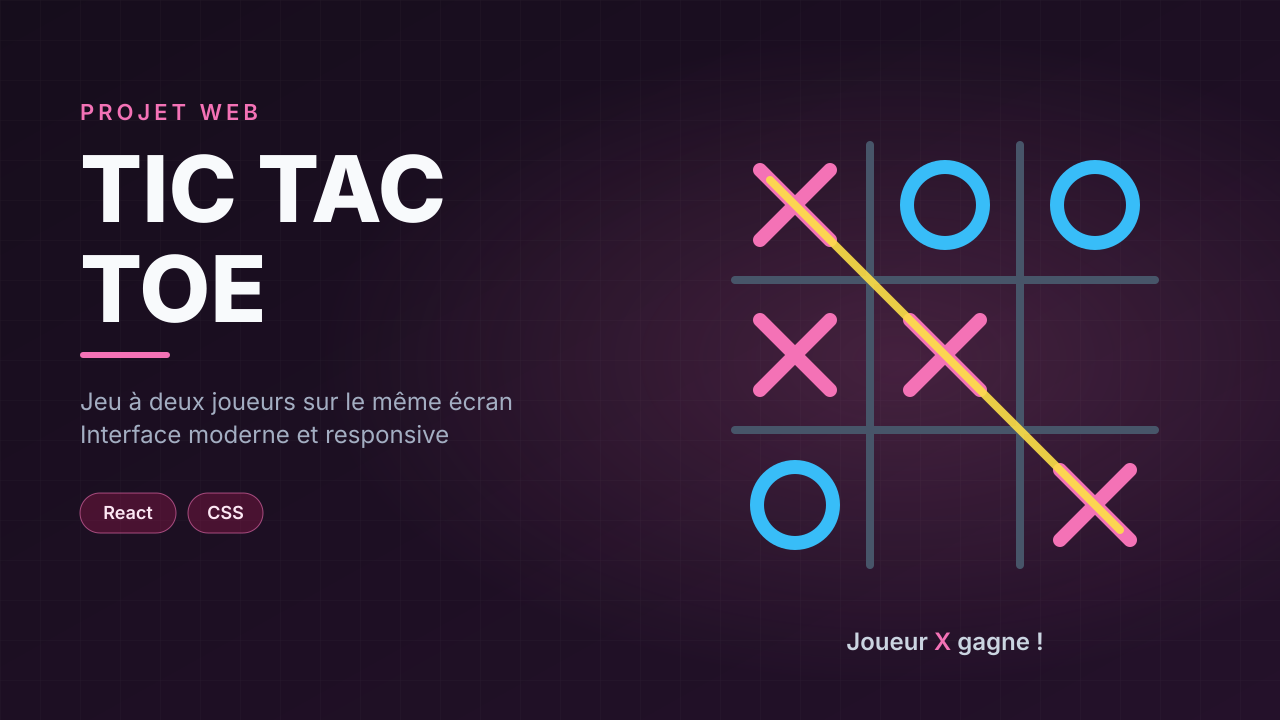 PROJET WEB
TIC TAC
TOE
Jeu à deux joueurs sur le même écran
Interface moderne et responsive
React
CSS
Joueur X gagne !